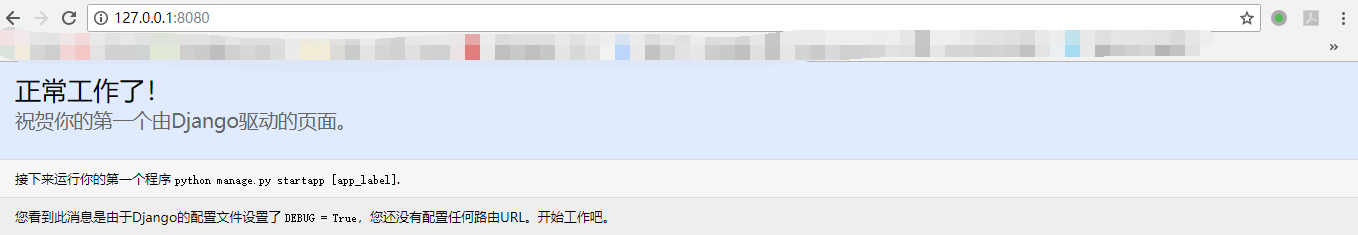 127.0.0.1:8080
»
正常工作了！
祝贺你的第一个由Django驱动的页面。
接下来运行你的第一个程序 python manage.py startapp [app_label].
您看到此消息是由于Django的配置文件设置了 DEBUG = True，您还没有配置任何路由URL。开始工作吧。